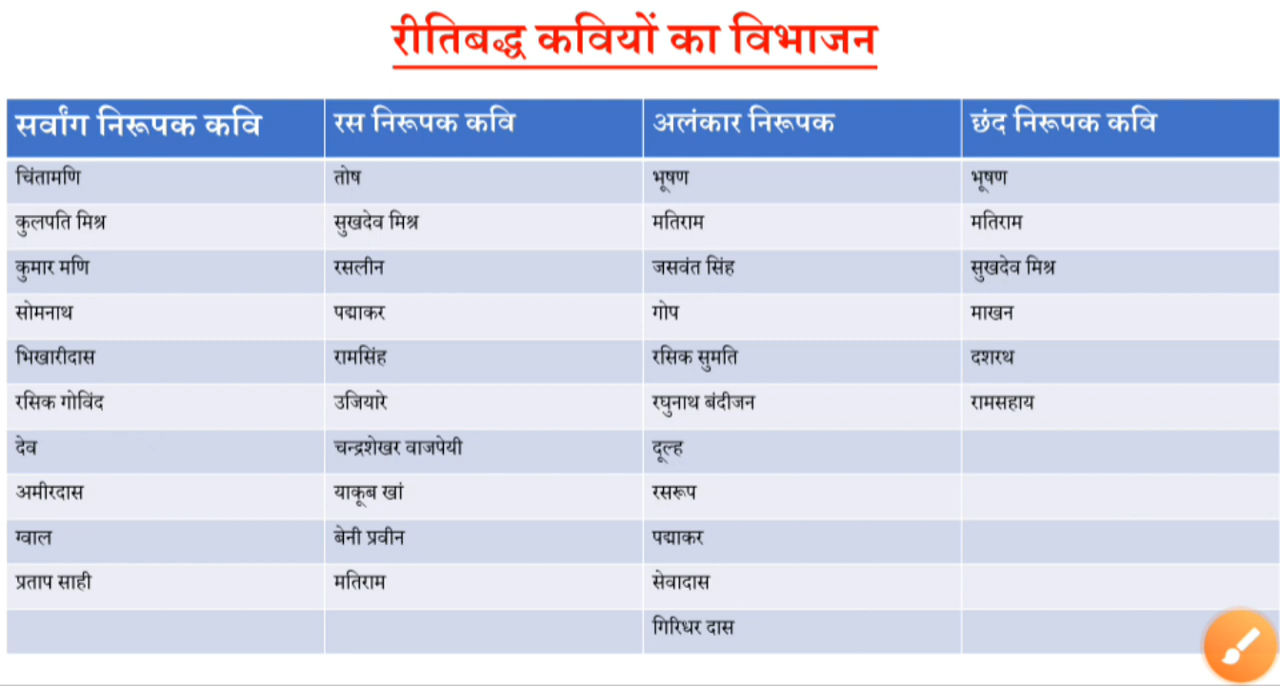 रीतिबद्ध कवियों का विभाजन
सर्वांग निरूपक कवि रस निरूपक कवि अलंकार निरूपक छंद निरूपक कवि
चिंतामणि तोष भूषण भूषण
कुलपति मिश्र सुखदेव मिश्र मतिराम मतिराम
कुमार मणि रसलीन जसवंत सिंह सुखदेव मिश्र
सोमनाथ पद्माकर गोप माखन
भिखारीदास रामसिंह रसिक सुमति दशरथ
रसिक गोविंद उजियारे रघुनाथ बंदीजन रामसहाय
देव चन्द्रशेखर वाजपेयी दूल्ह
अमीरदास याकूब खां रसरूप
ग्वाल बेनी प्रवीन पद्माकर
प्रताप साही मतिराम सेवादास
गिरिधर दास